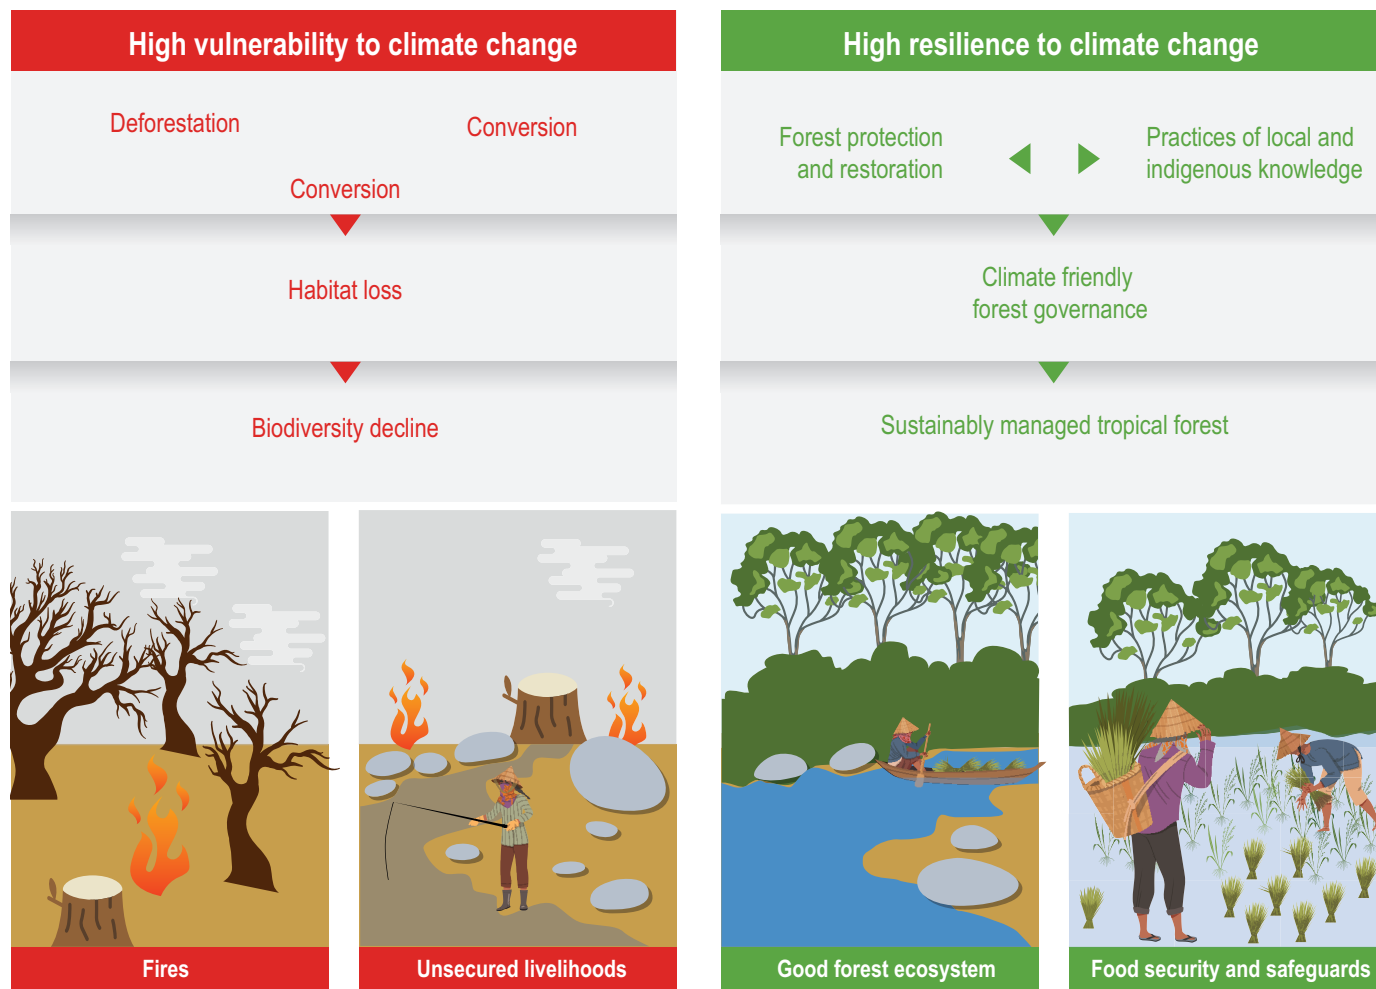 High vulnerability to climate change
Deforestation
Conversion
Conversion
Habitat loss
Biodiversity decline
Fires
Unsecured livelihoods
High resilience to climate change
Forest protection
and restoration
Practices of local and
indigenous knowledge
Climate friendly
forest governance
Sustainably managed tropical forest
Good forest ecosystem
Food security and safeguards